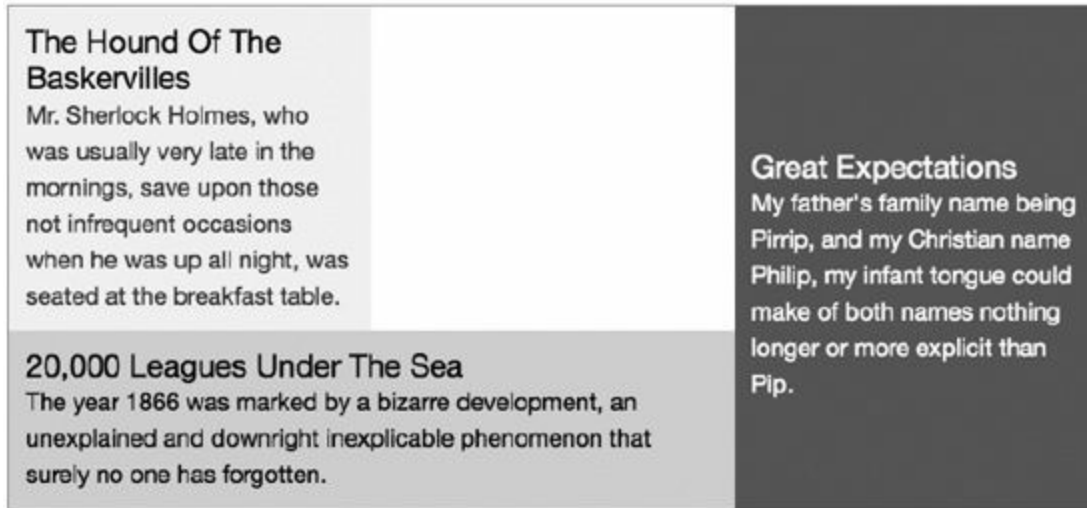 The Hound Of The
Baskervilles
Mr. Sherlock Holmes, who
was usually very late in the
mornings, save upon those
not infrequent occasions
when he was up all night, was
seated at the breakfast table.
20,000 Leagues Under The Sea
The year 1866 was marked by a bizarre development, an
unexplained and downright inexplicable phenomenon that
surely no one has forgotten.
Great Expectations
My father's family name being
Pirrip, and my Christian name
Philip, my infant tongue could
make of both names nothing
longer or more explicit than
Pip.